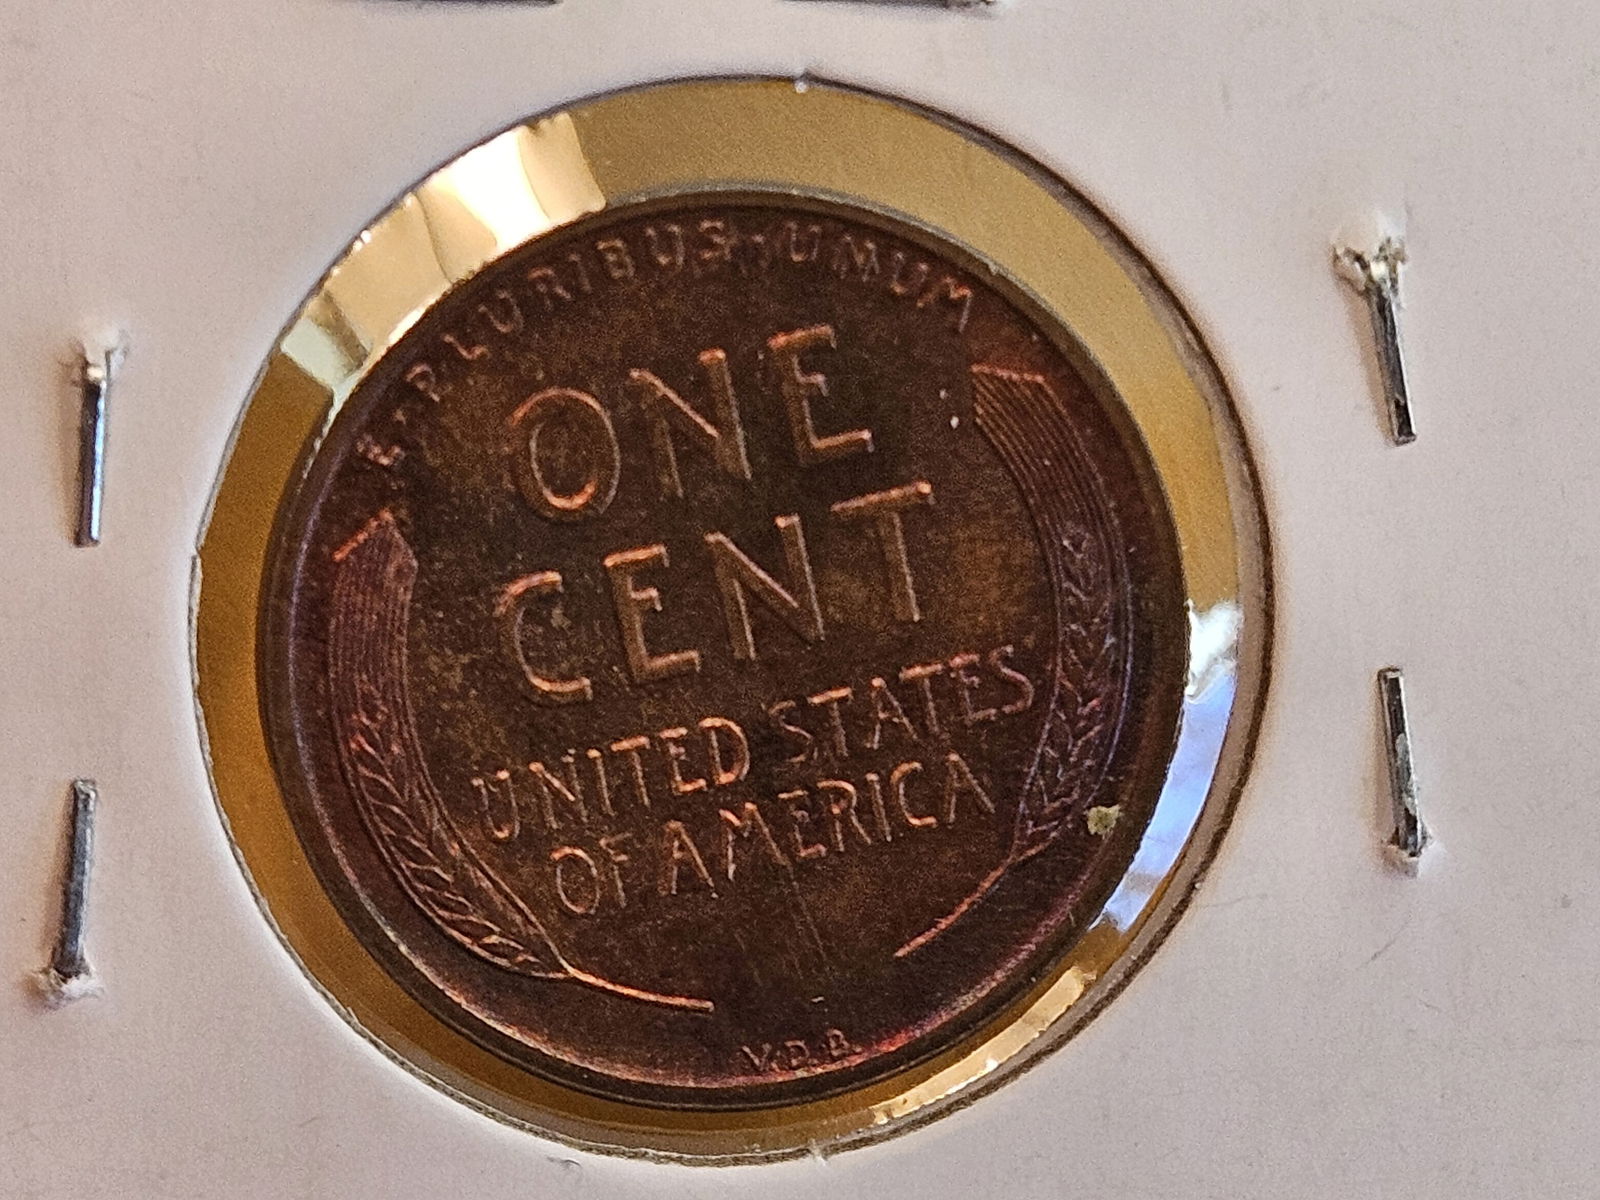 E·PLURIBUS·UNUM
ONE
CENT
UNITED STATES
OF AMERICA
V.D.B.